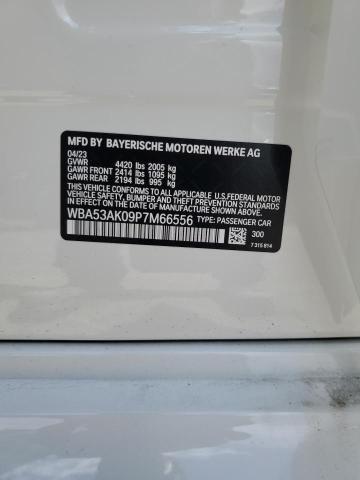 MFD BY BAYERISCHE MOTOREN WERKE AG
04/23
GVWR 4420 lbs 2005 kg
GAWR FRONT 2414 lbs 1095 kg
GAWR REAR 2194 lbs 995 kg
THIS VEHICLE CONFORMS TO ALL APPLICABLE U.S.FEDERAL MOTOR
VEHICLE SAFETY, BUMPER, AND THEFT PREVENTION STANDARDS
IN EFFECT ON THE DATE OF MANUFACTURE SHOWN ABOVE.
WBA53AK09P7M66556 TYPE: PASSENGER CAR
300
7 315 814